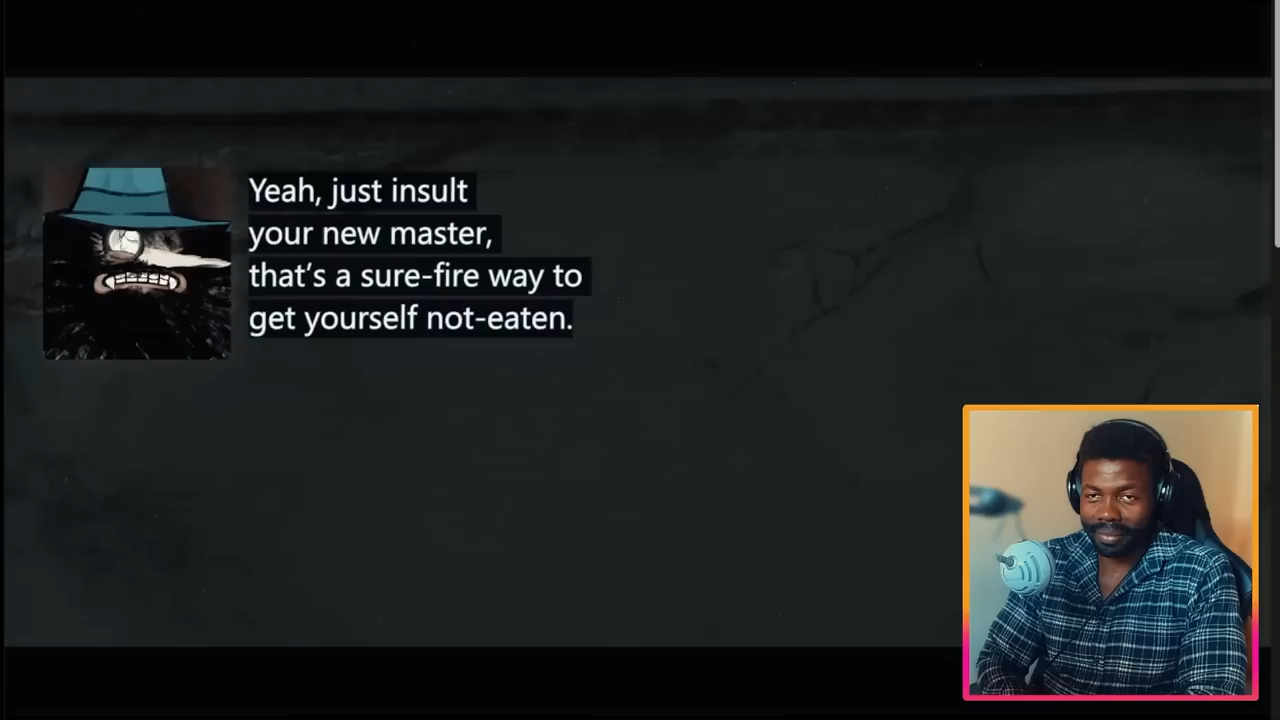 Yeah, just insult
your new master,
that’s a sure-fire way to
get yourself not-eaten.